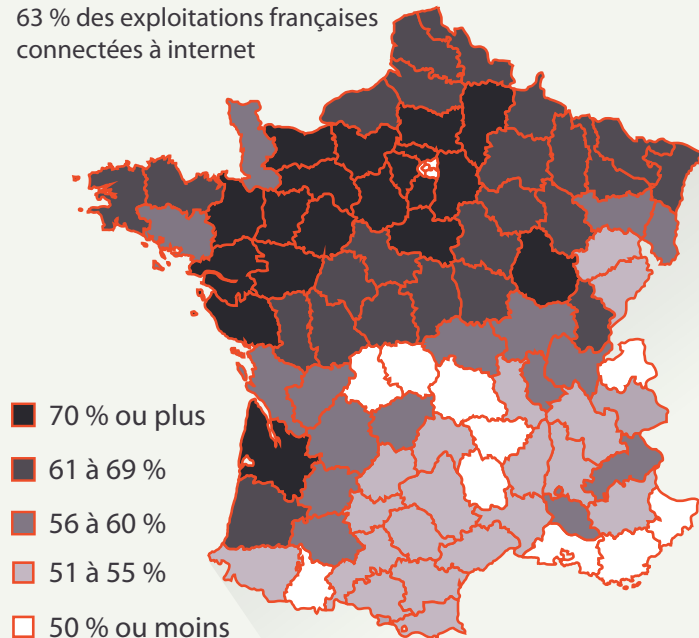 63 % des exploitations françaises
connectées à internet
70 % ou plus
61 à 69 %
56 à 60 %
51 à 55 %
50 % ou moins